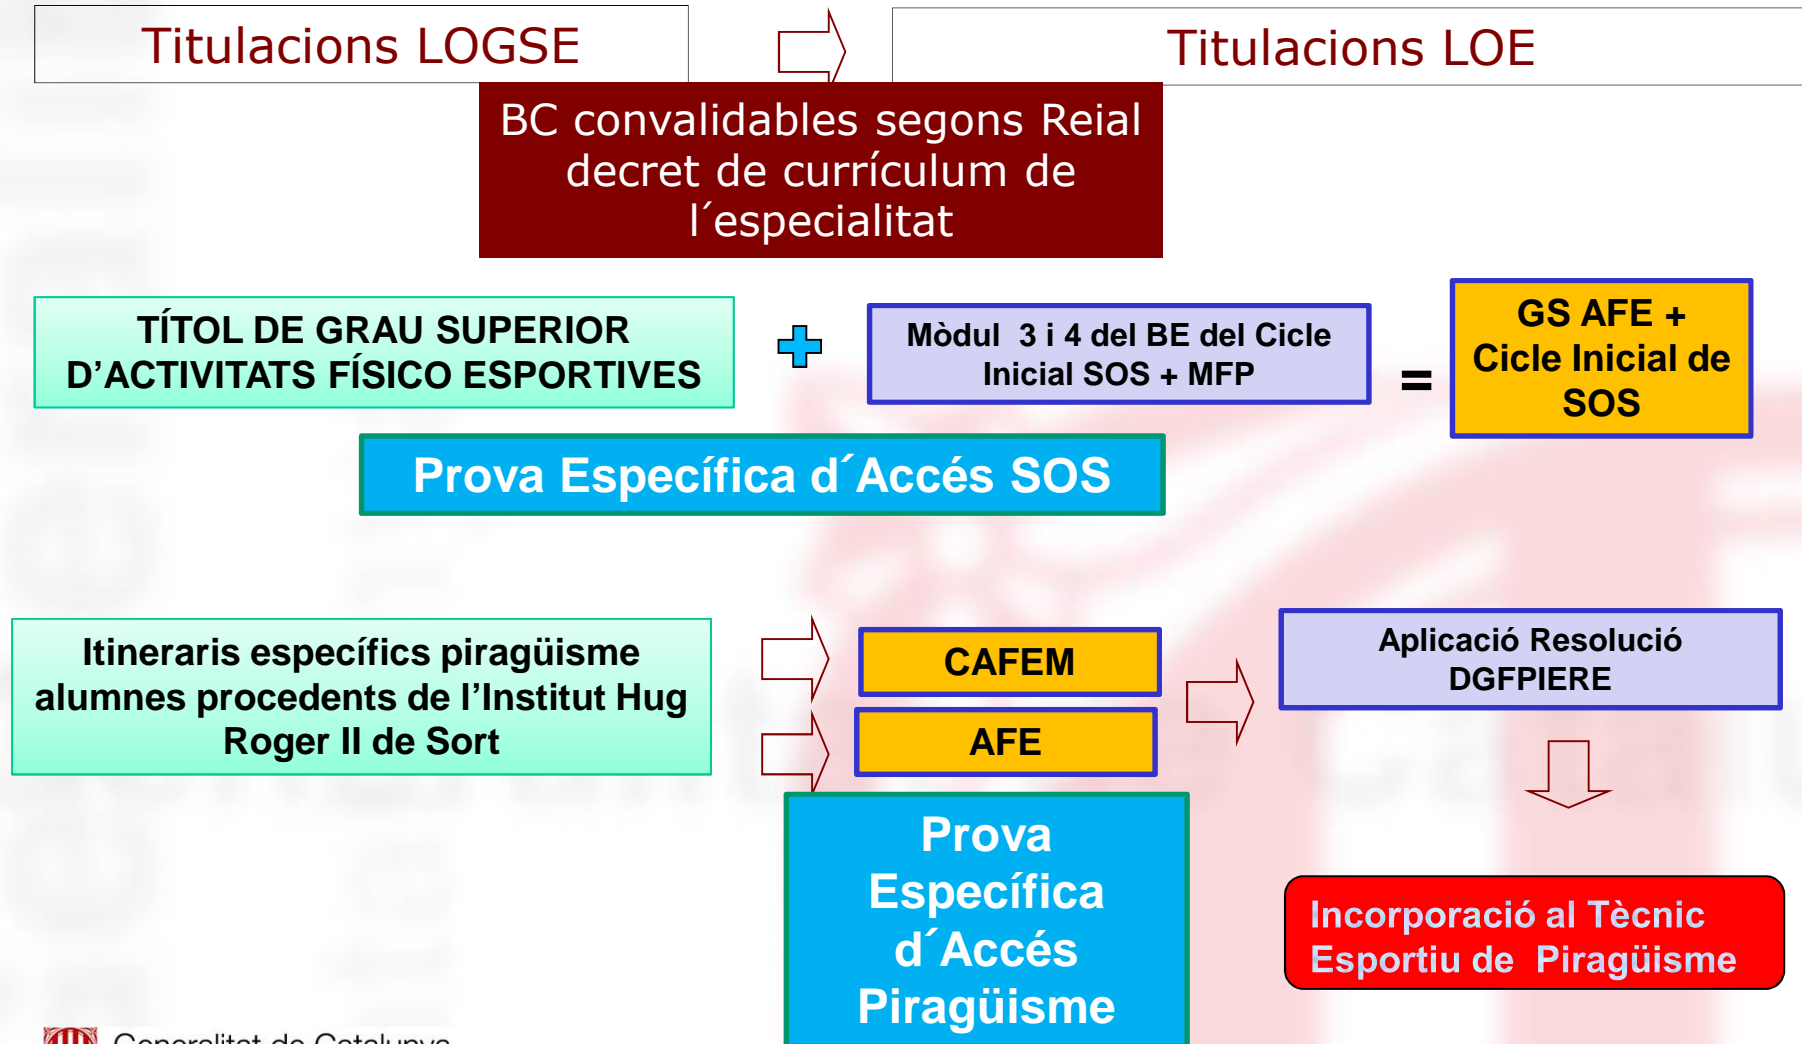 Titulacions LOGSE
Titulacions LOE
BC convalidables segons Reial
decret de currículum de
l´especialitat
TÍTOL DE GRAU SUPERIOR
D’ACTIVITATS FÍSICO ESPORTIVES
Mòdul 3 i 4 del BE del Cicle
Inicial SOS + MFP
=
GS AFE +
Cicle Inicial de
SOS
Prova Específica d´Accés SOS
Itineraris específics piragüisme
alumnes procedents de l’Institut Hug
Roger II de Sort
CAFEM
AFE
Aplicació Resolució
DGFPIERE
Prova
Específica
d´Accés
Piragüisme
Incorporació al Tècnic
Esportiu de Piragüisme
Generalitat de Catalunya